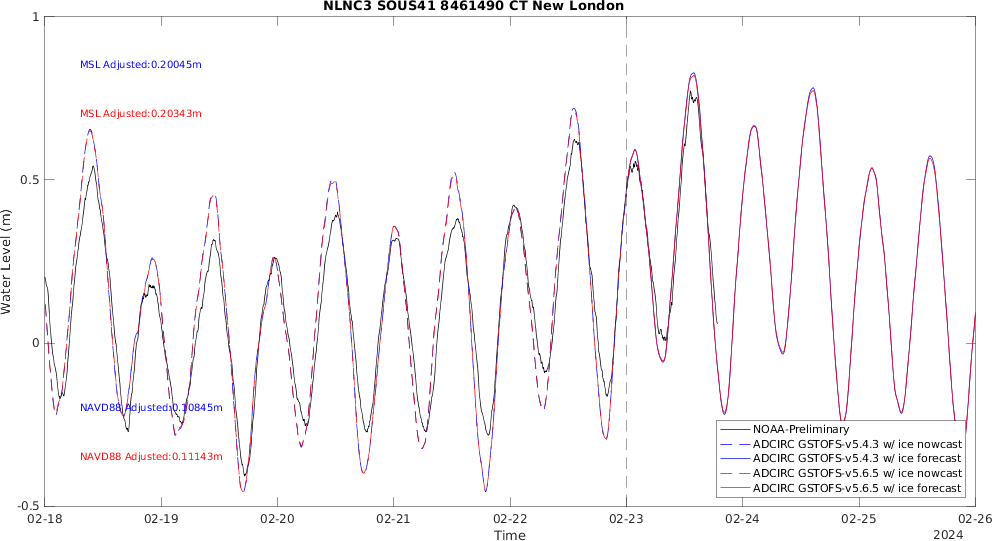 NLNC3 SOUS41 8461490 CT New London
1
0.5
0
-0.5
Water Level (m)
MSL Adjusted:0.20045m
MSL Adjusted:0.20343m
NAVD88 Adjusted:0.10845m
NAVD88 Adjusted:0.11143m
NOAA-Preliminary
ADCIRC GSTOFS-v5.4.3 w/ ice nowcast
ADCIRC GSTOFS-v5.4.3 w/ ice forecast
ADCIRC GSTOFS-v5.6.5 w/ ice nowcast
ADCIRC GSTOFS-v5.6.5 w/ ice forecast
02-18 02-19 02-20 02-21 02-22 02-23 02-24 02-25 02-26
Time
2024